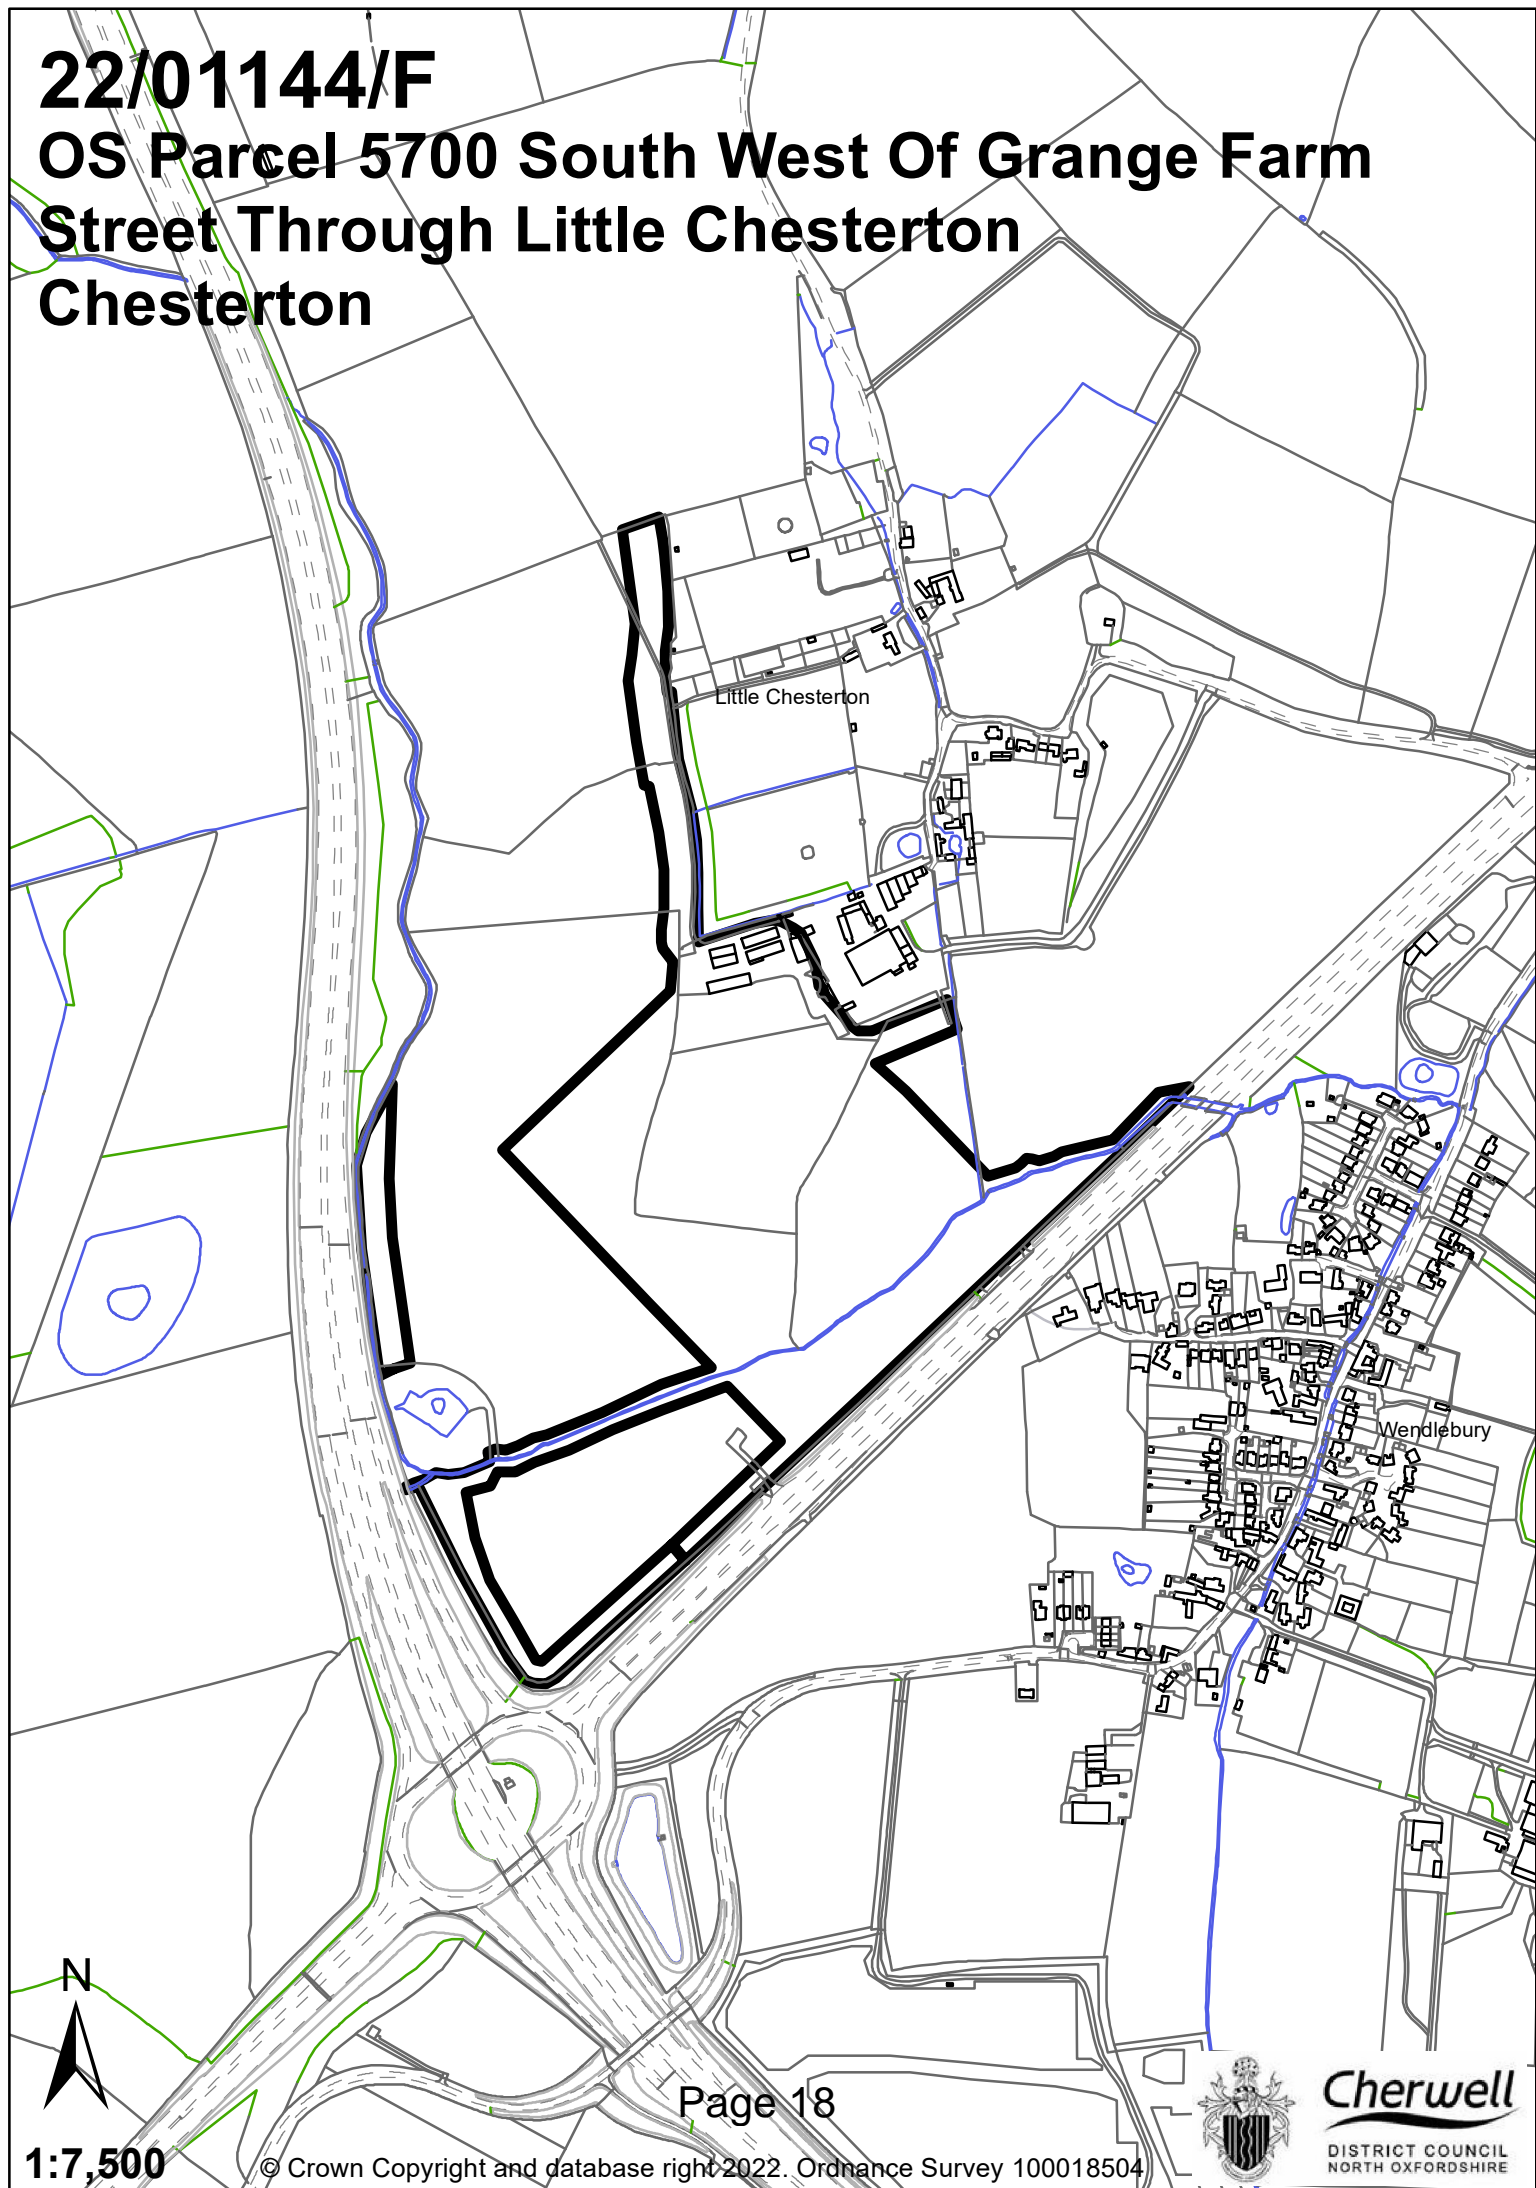 22/01144/F
OS Parcel 5700 South West Of Grange Farm
Street Through Little Chesterton
Chesterton
Little Chesterton
Wendlebury
N
Page 18
1:7,500
© Crown Copyright and database right 2022. Ordnance Survey 100018504
Cherwell
DISTRICT COUNCIL
NORTH OXFORDSHIRE